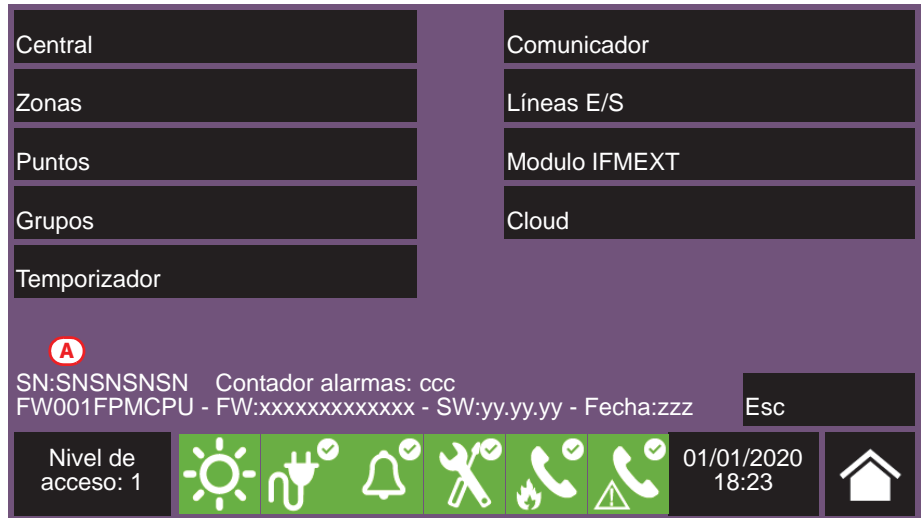 Central
Comunicador
Zonas
Líneas E/S
Puntos
Modulo IFMEXT
Grupos
Cloud
Temporizador
A
SN:SNSNSNSN Contador alarmas: ccc
FW001FPMCPU - FW:xxxxxxxxxxxxx - SW:yy.yy.yy - Fecha:zzz
Esc
Nivel de
acceso: 1
01/01/2020
18:23